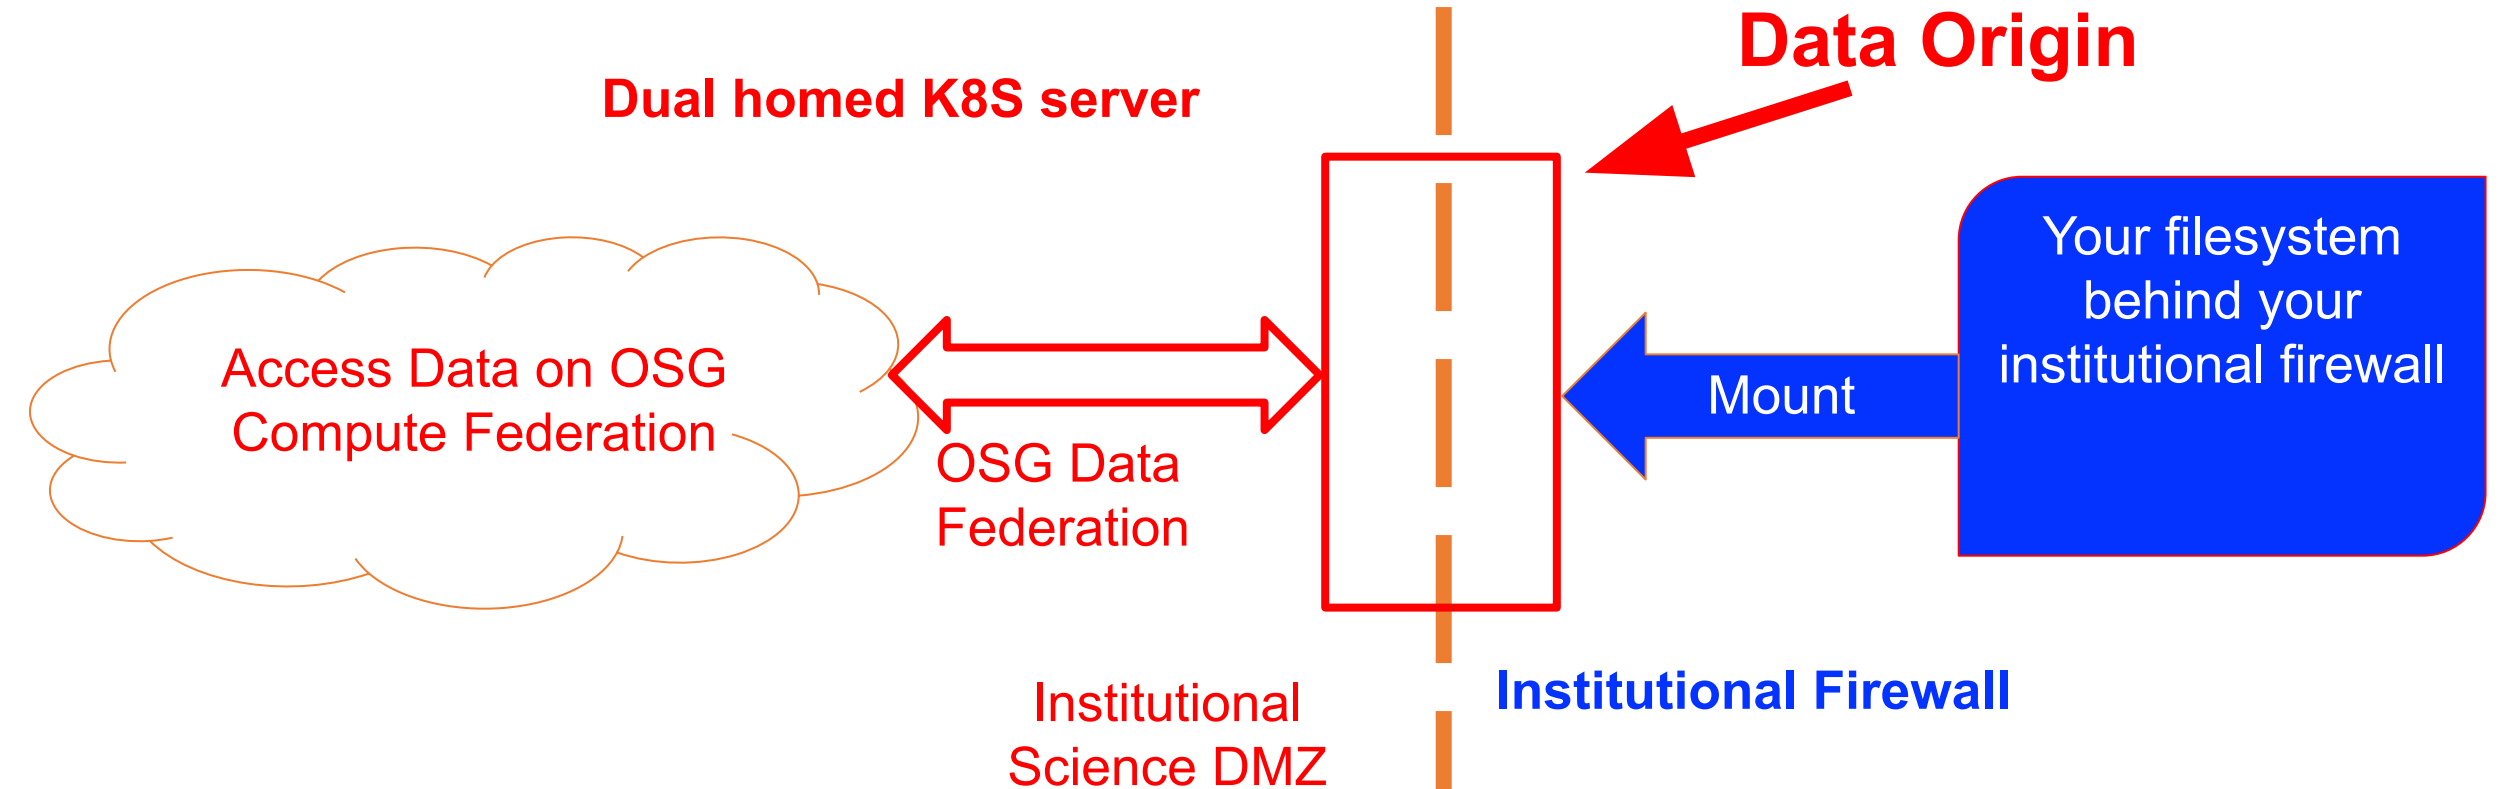 Data Origin
Dual homed K8S server
Your filesystem
behind your
institutional firewall
Access Data on an OSG
Compute Federation
Mount
OSG Data
Federation
Institutional
Science DMZ
Institutional Firewall